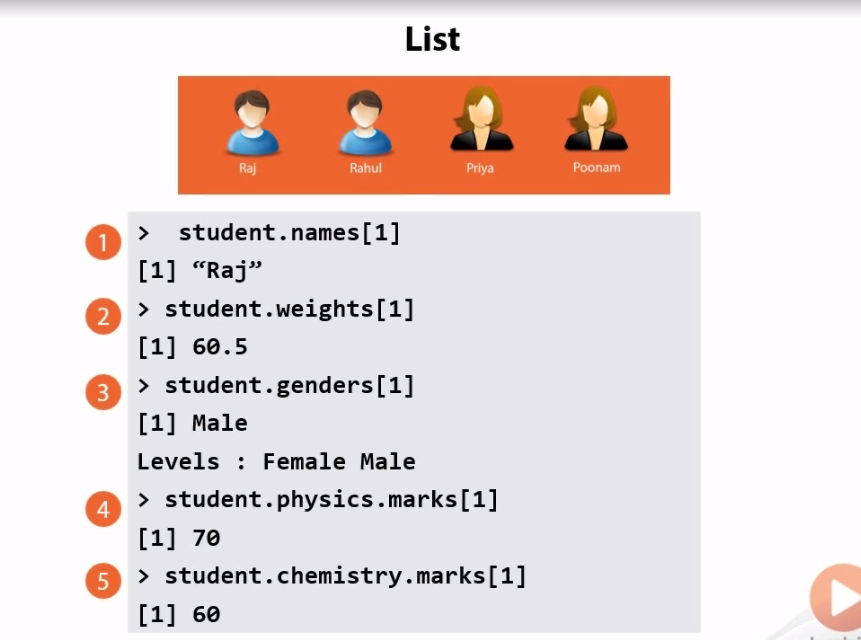 List
Raj Rahul Priya Poonam
1 > student.names[1]
[1] “Raj”
2 > student.weights[1]
[1] 60.5
3 > student.genders[1]
[1] Male
Levels : Female Male
4 > student.physics.marks[1]
[1] 70
5 > student.chemistry.marks[1]
[1] 60